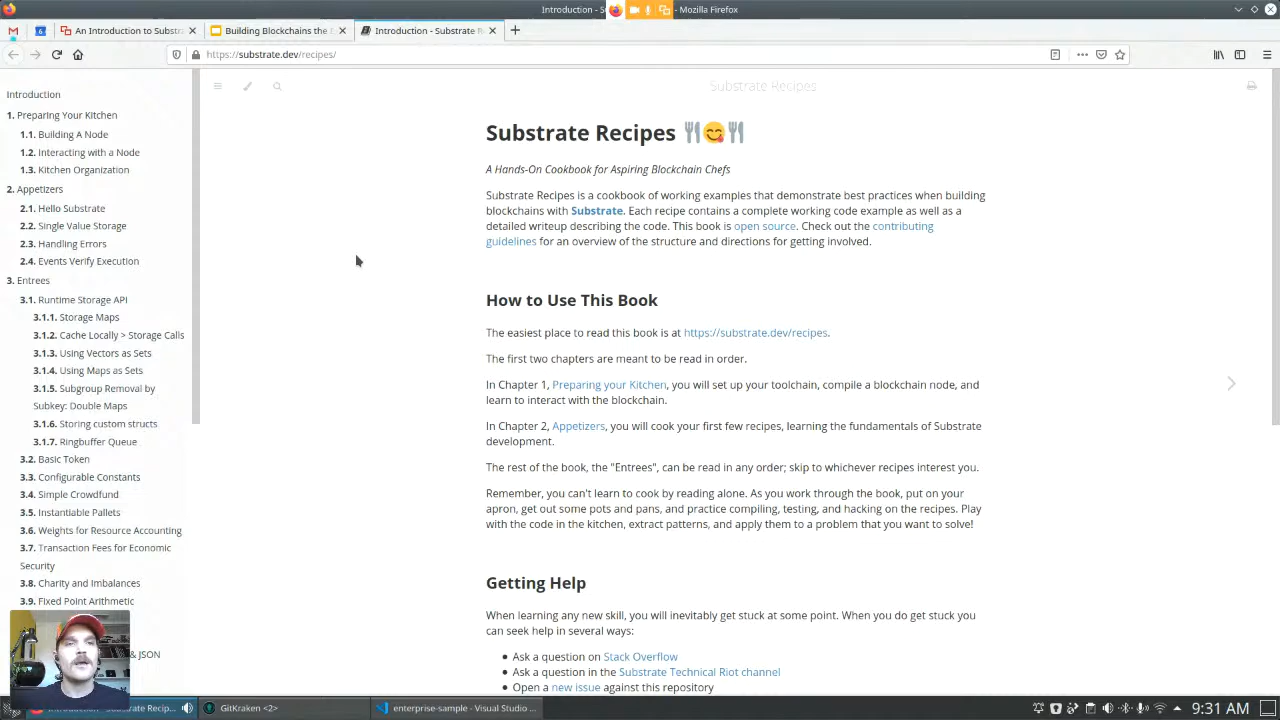 Introduction - S
- Mozilla Firefox
An Introduction to Substr
Building Blockchains the E
Introduction - Substrate R
https://substrate.dev/recipes/
Introduction
1. Preparing Your Kitchen
1.1. Building A Node
1.2. Interacting with a Node
1.3. Kitchen Organization
2. Appetizers
2.1. Hello Substrate
2.2. Single Value Storage
2.3. Handling Errors
2.4. Events Verify Execution
3. Entrees
3.1. Runtime Storage API
3.1.1. Storage Maps
3.1.2. Cache Locally > Storage Calls
3.1.3. Using Vectors as Sets
3.1.4. Using Maps as Sets
3.1.5. Subgroup Removal by
Subkey: Double Maps
3.1.6. Storing custom structs
3.1.7. Ringbuffer Queue
3.2. Basic Token
3.3. Configurable Constants
3.4. Simple Crowdfund
3.5. Instantiable Pallets
3.6. Weights for Resource Accounting
3.7. Transaction Fees for Economic
Security
3.8. Charity and Imbalances
3.9. Fixed Point Arithmetic
& JSON
Substrate Recipes
Substrate Recipes 🍴😋🍴
A Hands-On Cookbook for Aspiring Blockchain Chefs
Substrate Recipes is a cookbook of working examples that demonstrate best practices when building
blockchains with Substrate. Each recipe contains a complete working code example as well as a
detailed writeup describing the code. This book is open source. Check out the contributing
guidelines for an overview of the structure and directions for getting involved.
How to Use This Book
The easiest place to read this book is at https://substrate.dev/recipes.
The first two chapters are meant to be read in order.
In Chapter 1, Preparing your Kitchen, you will set up your toolchain, compile a blockchain node, and
learn to interact with the blockchain.
In Chapter 2, Appetizers, you will cook your first few recipes, learning the fundamentals of Substrate
development.
The rest of the book, the "Entrees", can be read in any order; skip to whichever recipes interest you.
Remember, you can't learn to cook by reading alone. As you work through the book, put on your
apron, get out some pots and pans, and practice compiling, testing, and hacking on the recipes. Play
with the code in the kitchen, extract patterns, and apply them to a problem that you want to solve!
Getting Help
When learning any new skill, you will inevitably get stuck at some point. When you do get stuck you
can seek help in several ways:
• Ask a question on Stack Overflow
• Ask a question in the Substrate Technical Riot channel
• Open a new issue against this repository
Introduction - Substrate Recip...
GitKraken <2>
enterprise-sample - Visual Studio ...
9:31 AM